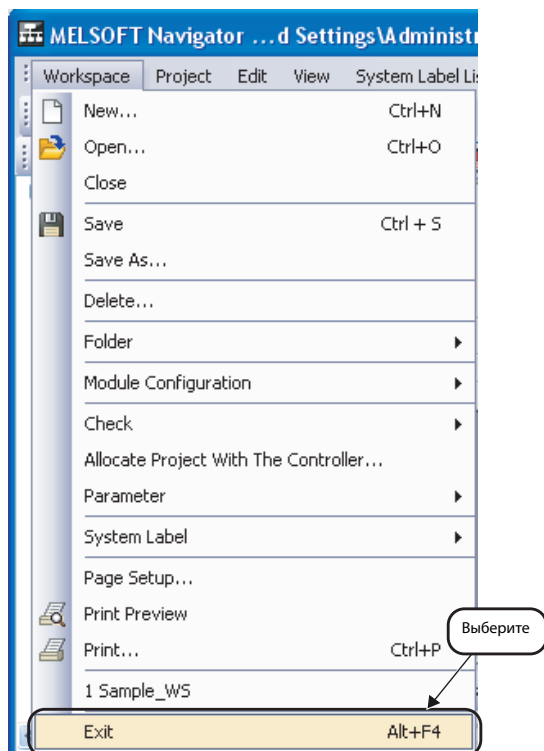 MELSOFT Navigator ...d Settings\Administr
Workspace Project Edit View System Label Li
New... Ctrl+N
Open... Ctrl+O
Close
Save Ctrl + S
Save As...
Delete...
Folder
Module Configuration
Check
Allocate Project With The Controller...
Parameter
System Label
Page Setup...
Print Preview
Print... Ctrl+P
Выберите
1 Sample_WS
Exit Alt+F4